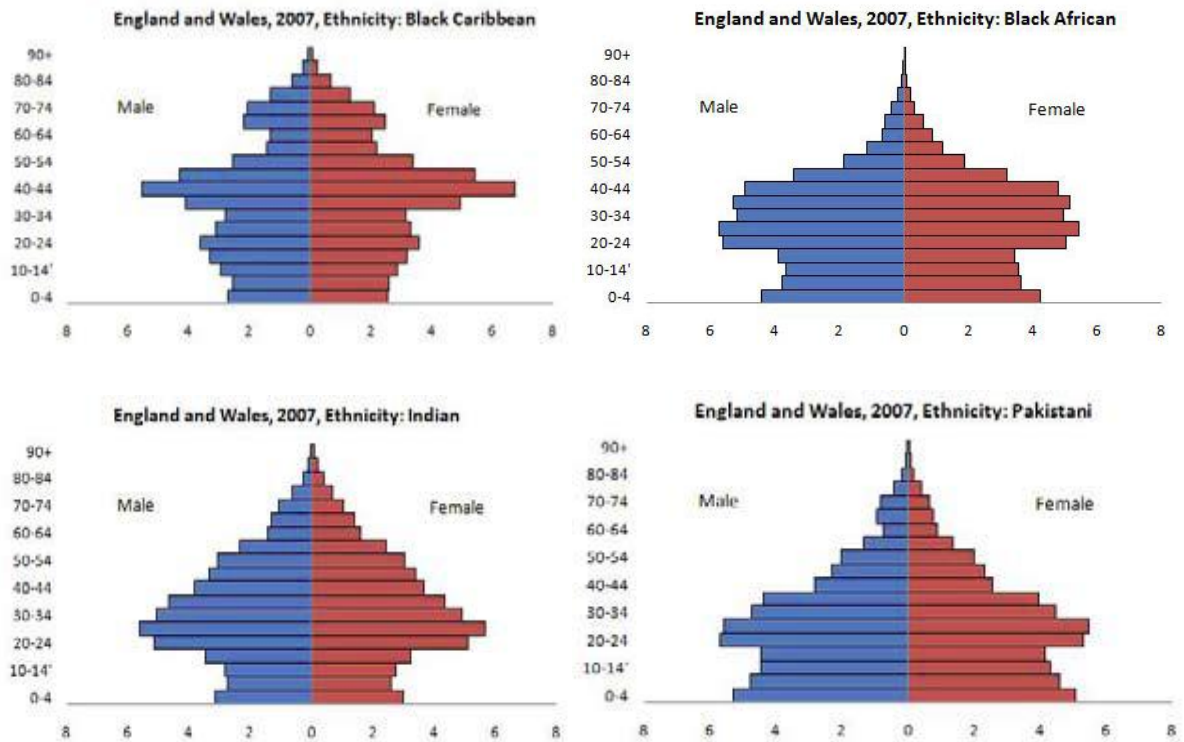 England and Wales, 2007, Ethnicity: Black Caribbean
90+
80-84
70-74
60-64
50-54
40-44
30-34
20-24
10-14'
0-4
Male
Female
8 6 4 2 0 2 4 6 8
England and Wales, 2007, Ethnicity: Black African
90+
80-84
70-74
60-64
50-54
40-44
30-34
20-24
10-14'
0-4
Male
Female
8 6 4 2 0 2 4 6 8
England and Wales, 2007, Ethnicity: Indian
90+
80-84
70-74
60-64
50-54
40-44
30-34
20-24
10-14'
0-4
Male
Female
8 6 4 2 0 2 4 6 8
England and Wales, 2007, Ethnicity: Pakistani
90+
80-84
70-74
60-64
50-54
40-44
30-34
20-24
10-14'
0-4
Male
Female
8 6 4 2 0 2 4 6 8